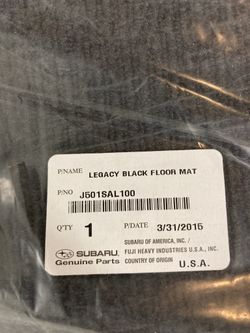 P/NAME LEGACY BLACK FLOOR MAT
P/NO J501SAL100
Q'TY 1 P/DATE 3/31/2015
SUBARU OF AMERICA, INC. /
SUBARU FUJI HEAVY INDUSTRIES U.S.A., INC.
Genuine Parts COUNTRY OF ORIGIN U.S.A.